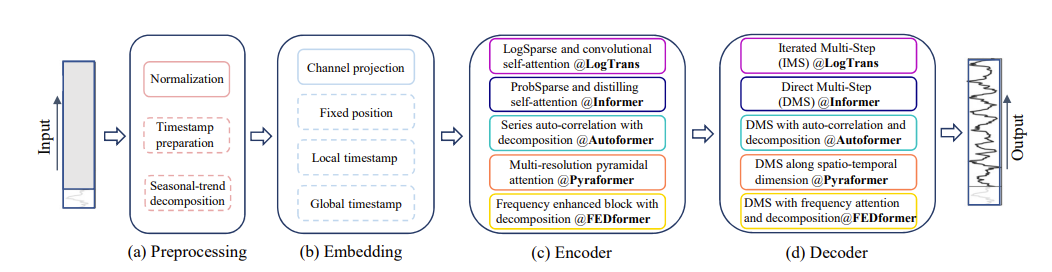 Input
Normalization
Timestamp
preparation
Seasonal-trend
decomposition
(a) Preprocessing
Channel projection
Fixed position
Local timestamp
Global timestamp
(b) Embedding
LogSparse and convolutional
self-attention @LogTrans
ProbSparse and distilling
self-attention @Informer
Series auto-correlation with
decomposition @Autoformer
Multi-resolution pyramidal
attention @Pyraformer
Frequency enhanced block with
decomposition @FEDformer
(c) Encoder
Iterated Multi-Step
(IMS) @LogTrans
Direct Multi-Step
(DMS) @Informer
DMS with auto-correlation and
decomposition @Autoformer
DMS along spatio-temporal
dimension @Pyraformer
DMS with frequency attention
and decomposition@FEDformer
(d) Decoder
Output